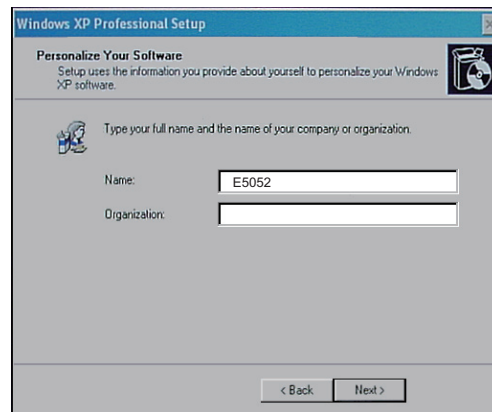 Windows XP Professional Setup
Personalize Your Software
Setup uses the information you provide about yourself to personalize your Windows
XP software.
Type your full name and the name of your company or organization.
Name:
E5052
Organization:
< Back
Next >